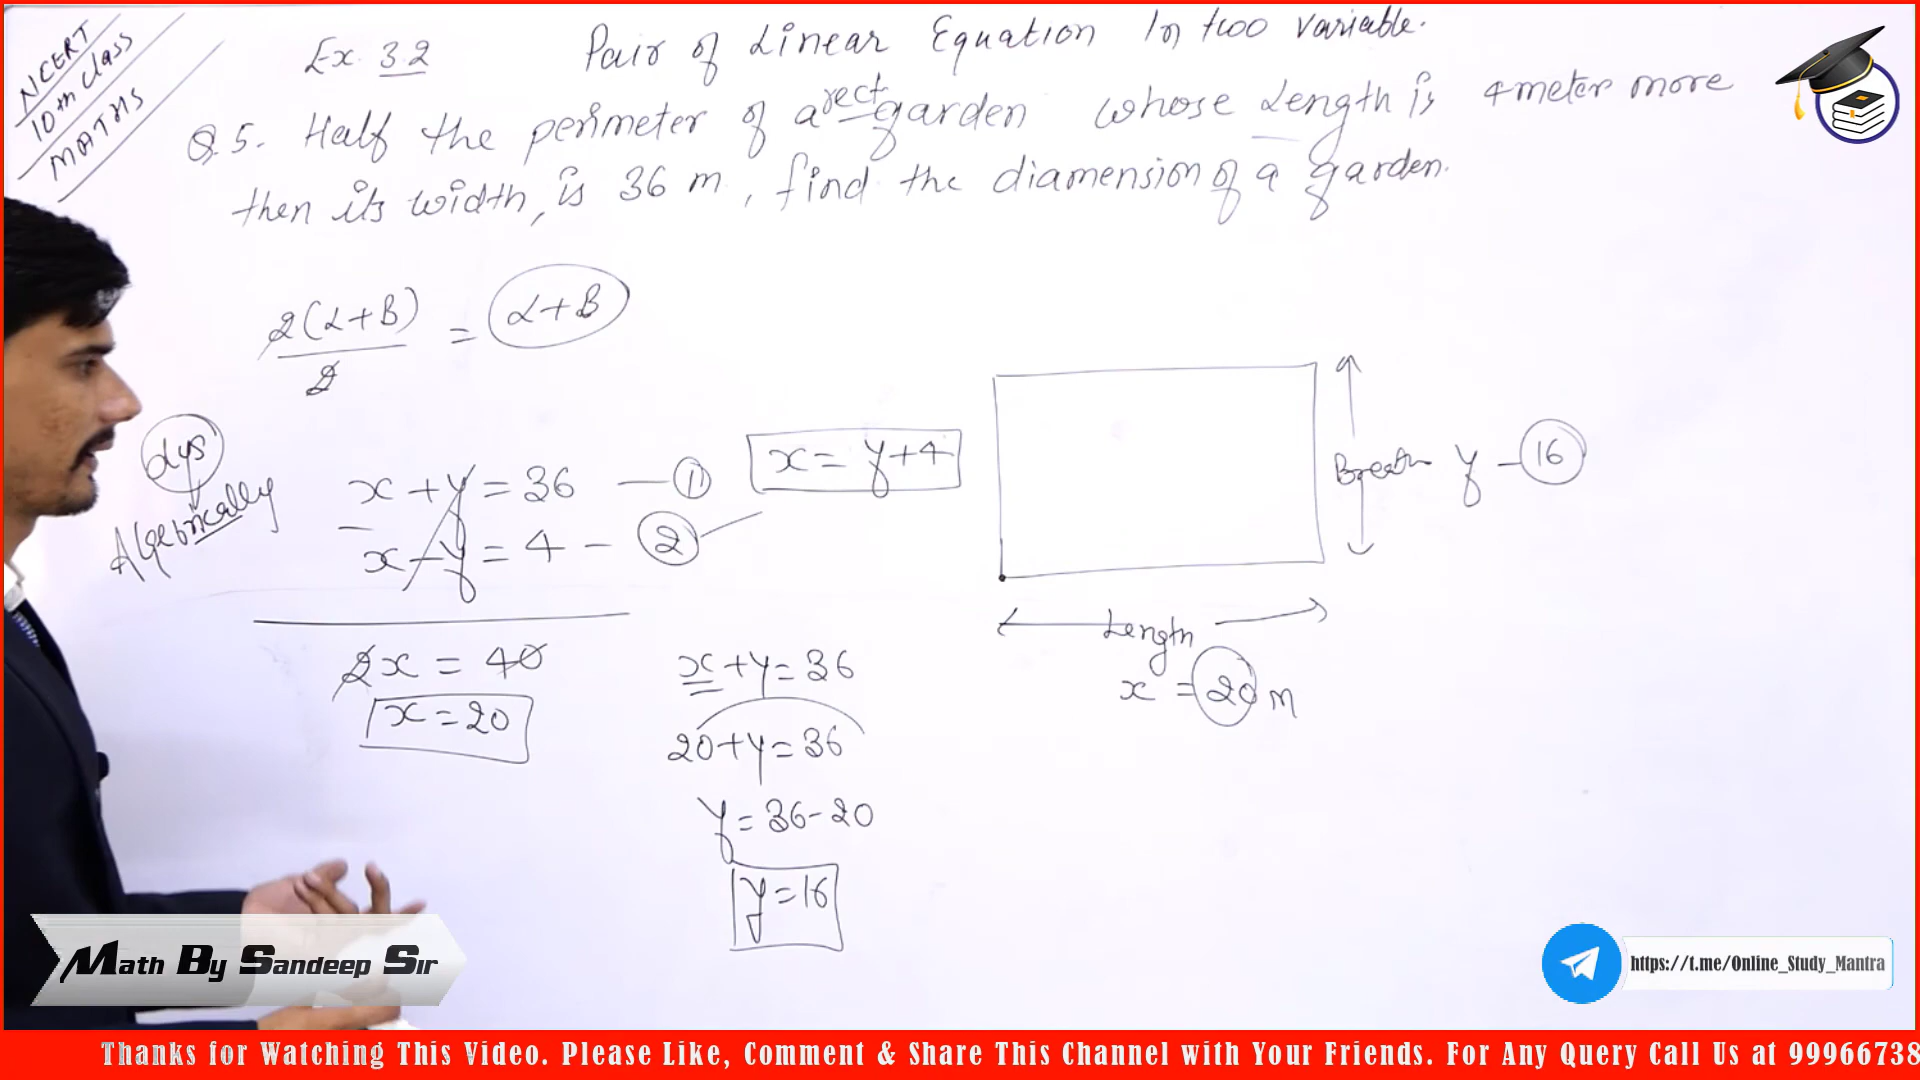 NCERT
10th class
MATHS
Ex. 3.2
Pair of Linear Equation In two variable.
Q.5. Half the perimeter of a rect garden whose Length is 4 meter more
then its width, is 36 m, find the diamension of a garden.
2(L+B) / 2 = L+B
Algebrically
x + y = 36 — 1
x - y = 4 - 2
x = y + 4
2x = 40
x = 20
x + y = 36
20 + y = 36
y = 36 - 20
y = 16
Breath y - 16
Length
x = 20 m
Math By Sandeep Sir
https://t.me/Online_Study_Mantra
Thanks for Watching This Video. Please Like, Comment & Share This Channel with Your Friends. For Any Query Call Us at 99966738